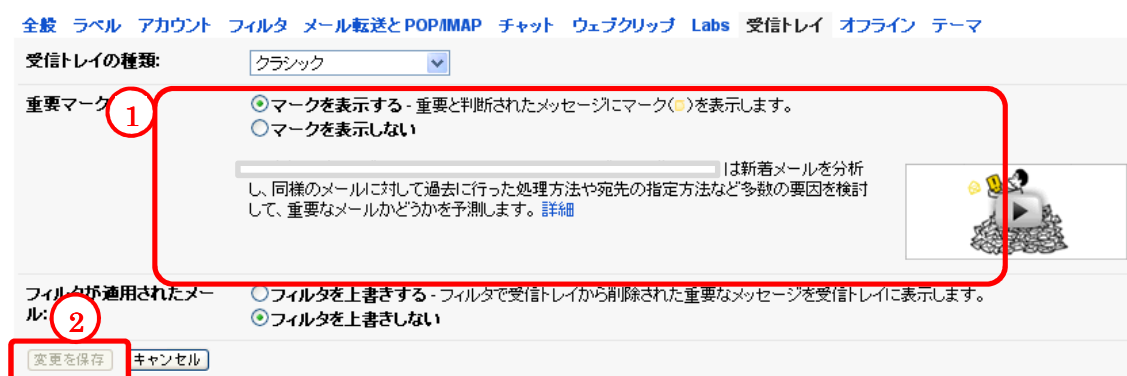 全般 ラベル アカウント フィルタ メール転送とPOP/IMAP チャット ウェブクリップ Labs 受信トレイ オフライン テーマ
受信トレイの種類: クラシック
重要マーク ① マークを表示する - 重要と判断されたメッセージにマーク( )を表示します。
マークを表示しない
は新着メールを分析
し、同様のメールに対して過去に行った処理方法や宛先の指定方法など多数の要因を検討
して、重要なメールかどうかを予測します。詳細
フィルタが適用されたメー フィルタを上書きする - フィルタで受信トレイから削除された重要なメッセージを受信トレイに表示します。
ル: ② フィルタを上書きしない
変更を保存 キャンセル